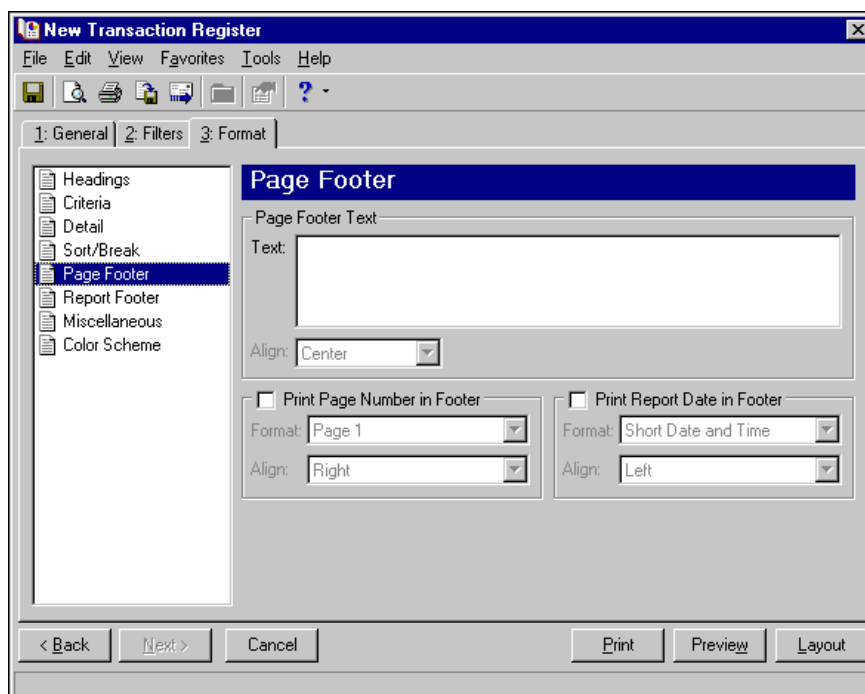 New Transaction Register
File Edit View Favorites Tools Help
?
1: General 2: Filters 3: Format
Headings
Criteria
Detail
Sort/Break
Page Footer
Report Footer
Miscellaneous
Color Scheme
Page Footer
Page Footer Text
Text:
Align: Center
Print Page Number in Footer
Format: Page 1
Align: Right
Print Report Date in Footer
Format: Short Date and Time
Align: Left
< Back Next > Cancel Print Preview Layout